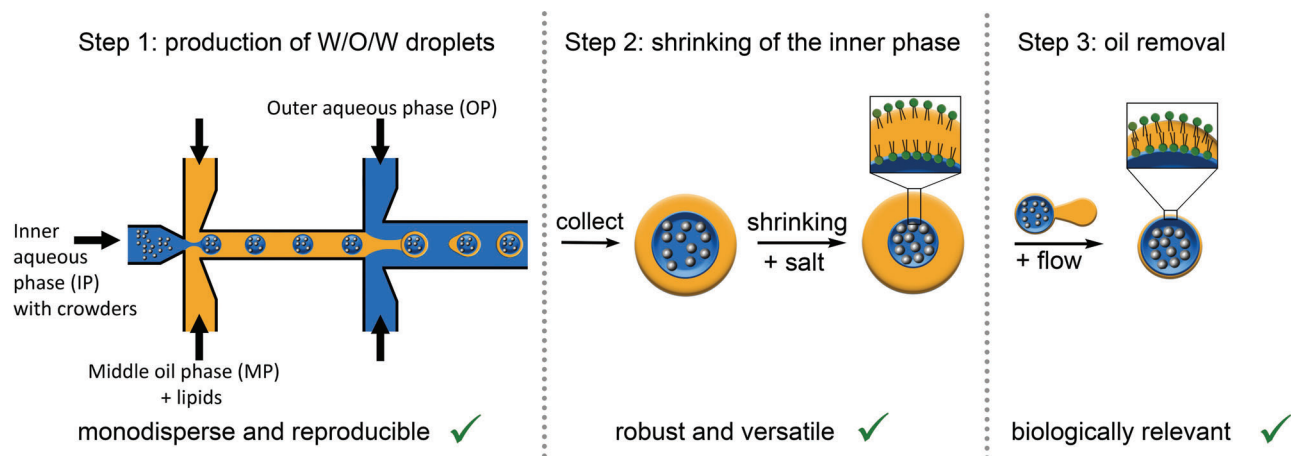 Step 1: production of W/O/W droplets
Outer aqueous phase (OP)
Inner
aqueous
phase (IP)
with crowders
Middle oil phase (MP)
+ lipids
monodisperse and reproducible
Step 2: shrinking of the inner phase
collect
shrinking
+ salt
robust and versatile
Step 3: oil removal
+ flow
biologically relevant